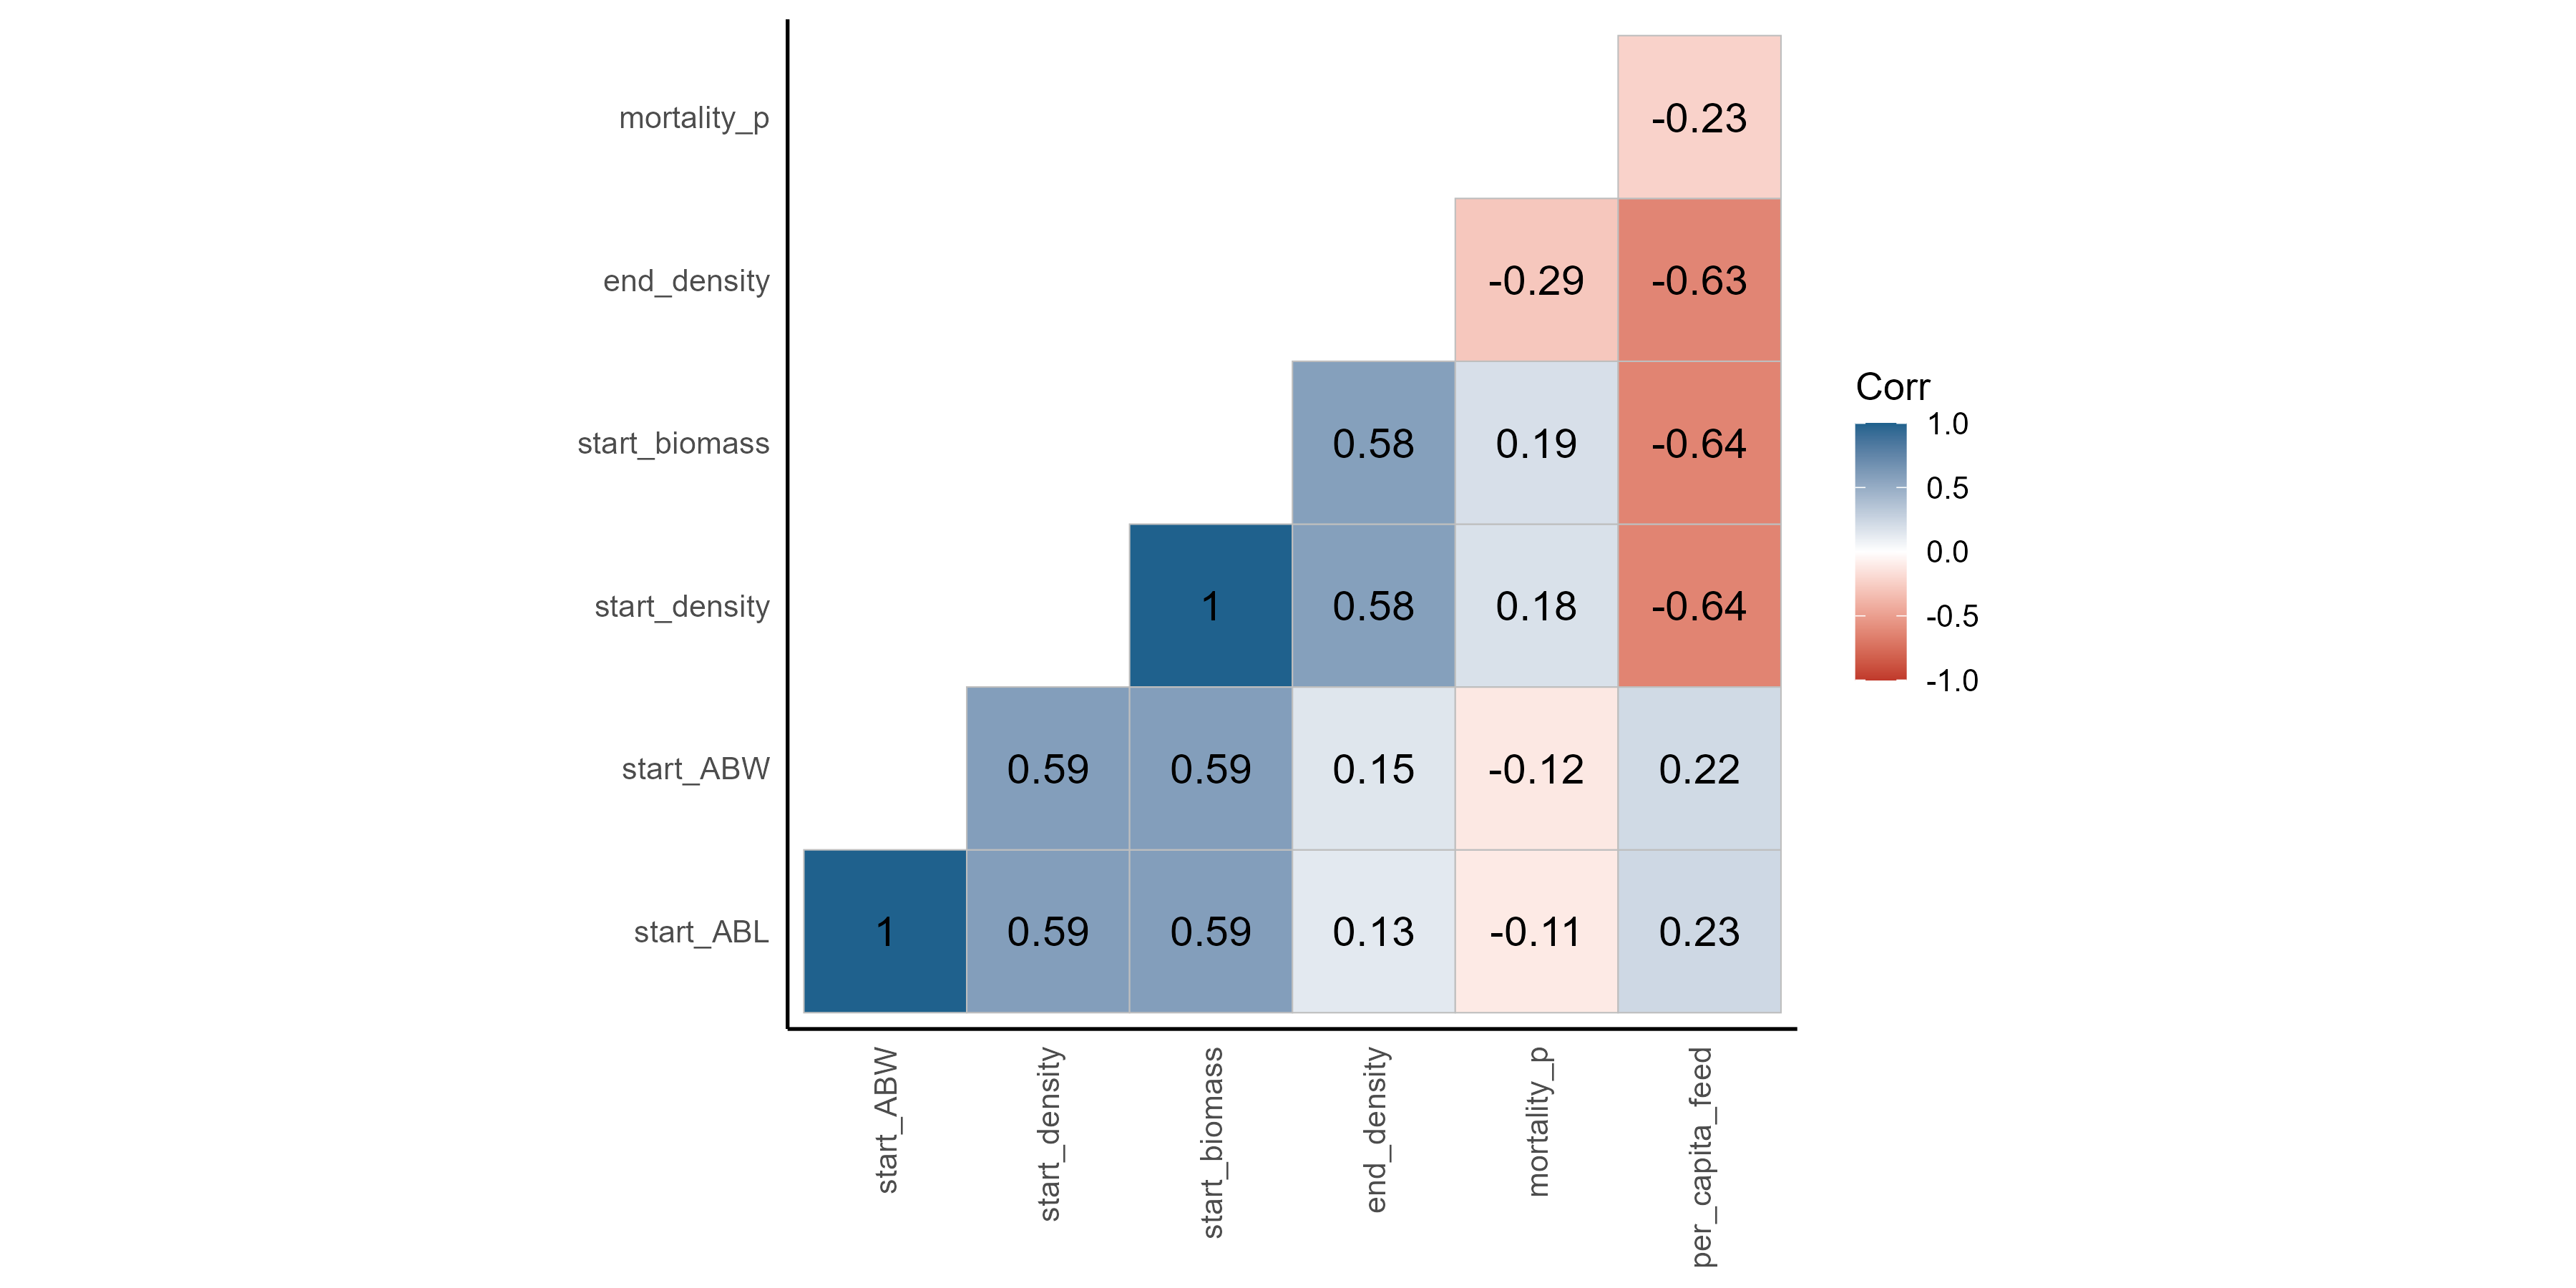 mortality_p -0.23
end_density -0.29 -0.63
start_biomass 0.58 0.19 -0.64
start_density 1 0.58 0.18 -0.64
start_ABW 0.59 0.59 0.15 -0.12 0.22
start_ABL 1 0.59 0.59 0.13 -0.11 0.23
start_ABW
start_density
start_biomass
end_density
mortality_p
per_capita_feed
Corr
1.0
0.5
0.0
-0.5
-1.0